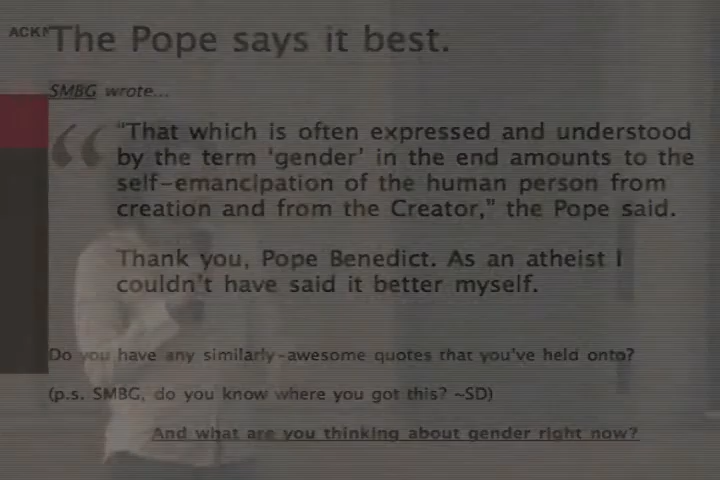 The Pope says it best.
SMBG wrote...
"That which is often expressed and understood
by the term 'gender' in the end amounts to the
self-emancipation of the human person from
creation and from the Creator," the Pope said.
Thank you, Pope Benedict. As an atheist I
couldn't have said it better myself.
Do you have any similarly-awesome quotes that you've held onto?
(p.s. SMBG, do you know where you got this? ~SD)
And what are you thinking about gender right now?